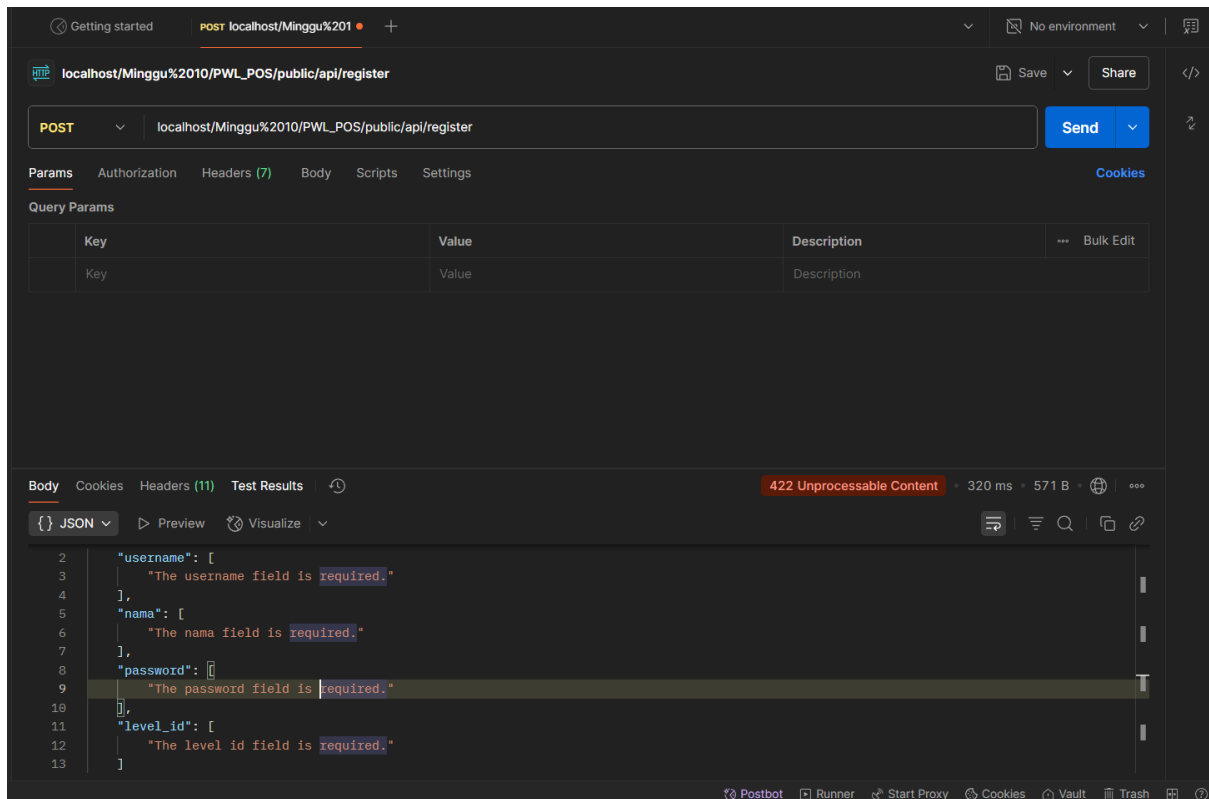 Getting started POST localhost/Minggu%201 No environment
HTTP localhost/Minggu%2010/PWL_POS/public/api/register Save Share
POST localhost/Minggu%2010/PWL_POS/public/api/register Send
Params Authorization Headers (7) Body Scripts Settings Cookies
Query Params
Key Value Description Bulk Edit
Key Value Description
Body Cookies Headers (11) Test Results 422 Unprocessable Content 320 ms 571 B
{} JSON Preview Visualize
2 "username": [
3 "The username field is required."
4 ],
5 "nama": [
6 "The nama field is required."
7 ],
8 "password": [
9 "The password field is required."
10 ],
11 "level_id": [
12 "The level id field is required."
13 ]
Postbot Runner Start Proxy Cookies Vault Trash